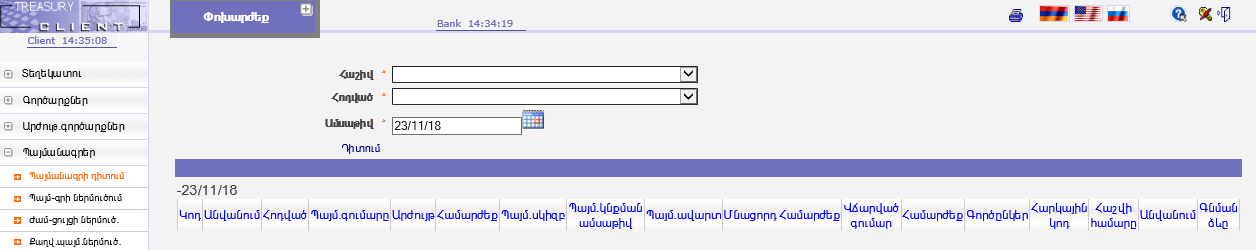 TREASURY
CLIENT
Client 14:35:08
Փոխարժեք
Bank 14:34:19
Տեղեկատու
Գործարքներ
Արժութ.գործարքներ
Պայմանագրեր
Պայմանագրի դիտում
Պայմ-գրի ներմուծում
Ժամ-ցույցի ներմուծ.
Քաղվ.պայմ.ներմուծ.
Հաշիվ *
Հոդված *
Ամսաթիվ * 23/11/18
Դիտում
-23/11/18
Կոդ Անվանում Հոդված Պայմ.գումարը Արժույթ Համարժեք Պայմ.սկիզբ Պայմ.կնքման ամսաթիվ Պայմ.ավարտ Մնացորդ Համարժեք Վճարված գումար Համարժեք Գործընկեր Հարկային կոդ Հաշվի համարը Անվանում Գնման ձևը